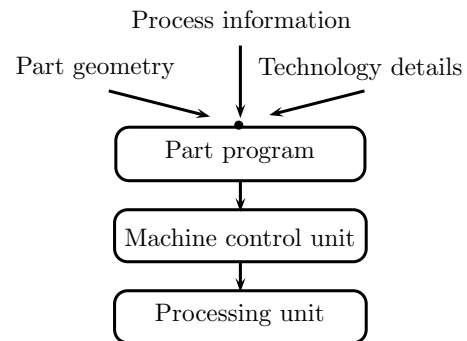 Process information
Part geometry
Technology details
Part program
Machine control unit
Processing unit